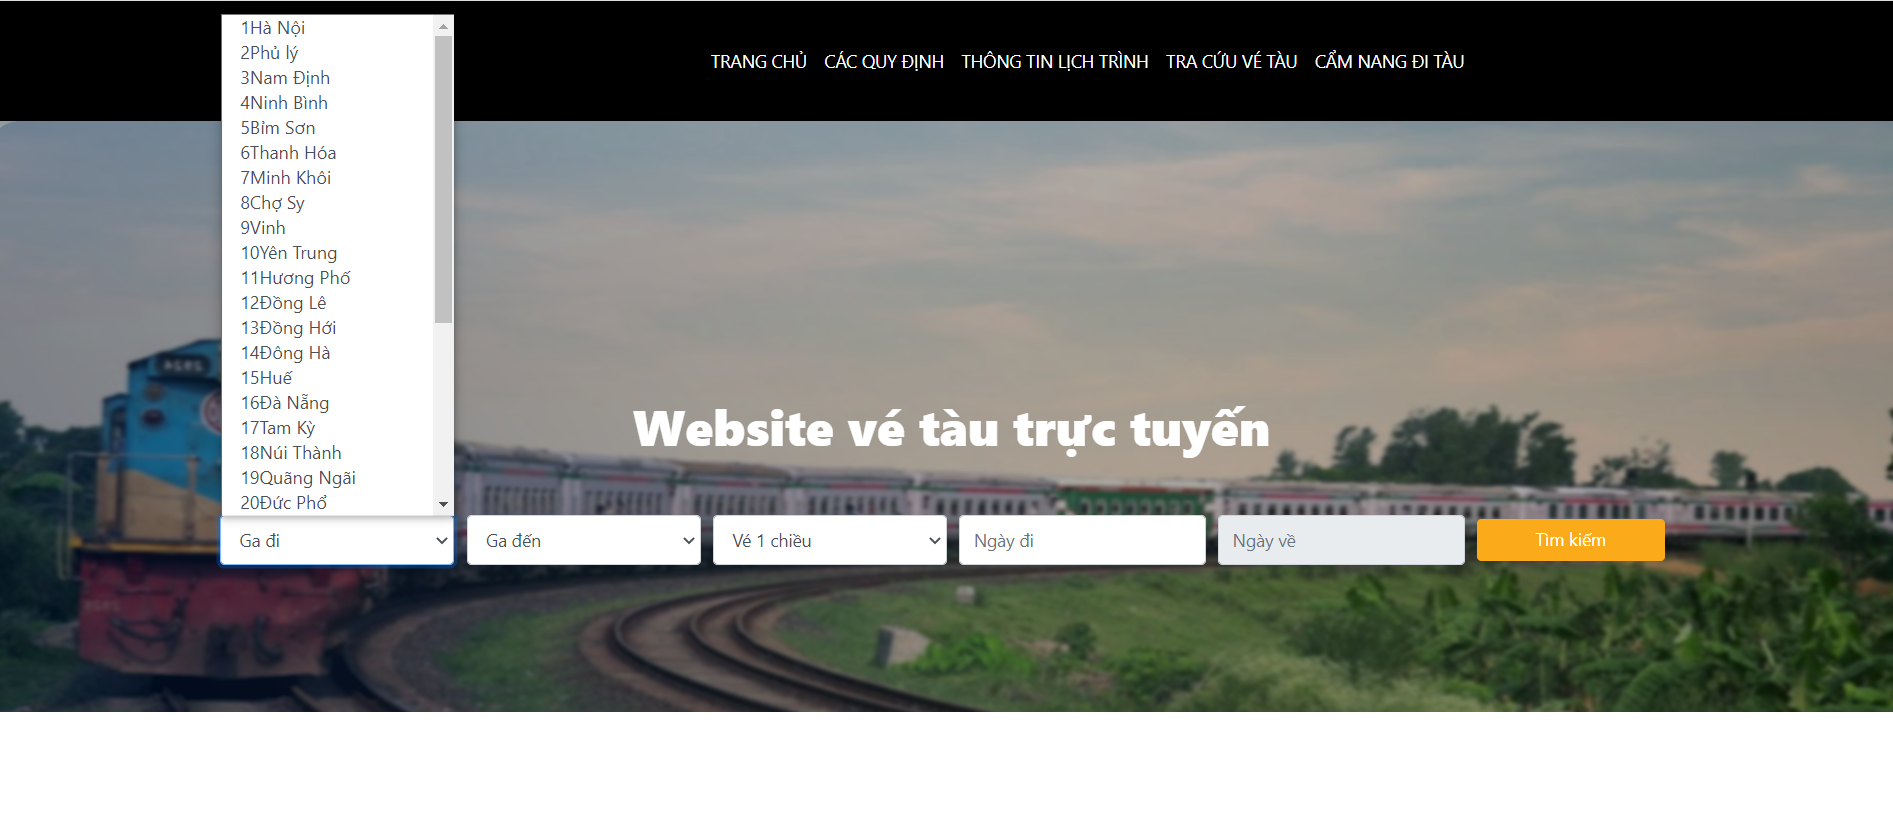 TRANG CHỦ CÁC QUY ĐỊNH THÔNG TIN LỊCH TRÌNH TRA CỨU VÉ TÀU CẨM NANG ĐI TÀU
1Hà Nội
2Phủ lý
3Nam Định
4Ninh Bình
5Bỉm Sơn
6Thanh Hóa
7Minh Khôi
8Chợ Sy
9Vinh
10Yên Trung
11Hương Phố
12Đồng Lê
13Đồng Hới
14Đông Hà
15Huế
16Đà Nẵng
17Tam Kỳ
18Núi Thành
19Quãng Ngãi
20Đức Phổ
Website vé tàu trực tuyến
Ga đi Ga đến Vé 1 chiều Ngày đi Ngày về Tìm kiếm